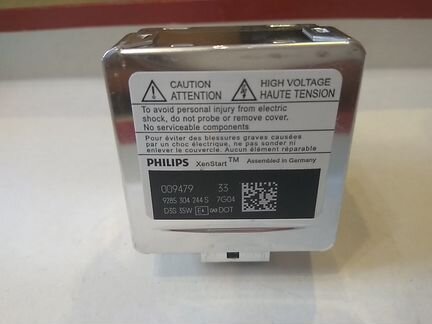 CAUTION HIGH VOLTAGE
ATTENTION HAUTE TENSION
To avoid personal injury from electric
shock, do not probe or remove cover.
No serviceable components
Pour éviter des blessures graves causées
par un choc électrique, ne pas sonder ni
enlever le couvercle. Aucun élément réparable
PHILIPS XenStart™ Assembled in Germany
009479 33
9285 304 244 S 7G04
D3S 35W E4 DOT